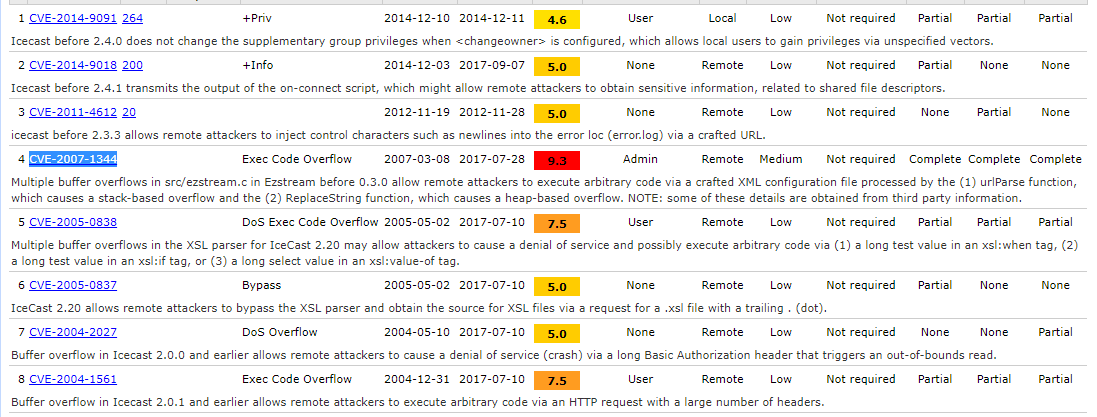 1 CVE-2014-9091 264 +Priv 2014-12-10 2014-12-11 4.6 User Local Low Not required Partial Partial Partial
Icecast before 2.4.0 does not change the supplementary group privileges when <changeowner> is configured, which allows local users to gain privileges via unspecified vectors.
2 CVE-2014-9018 200 +Info 2014-12-03 2017-09-07 5.0 None Remote Low Not required Partial None None
Icecast before 2.4.1 transmits the output of the on-connect script, which might allow remote attackers to obtain sensitive information, related to shared file descriptors.
3 CVE-2011-4612 20 2012-11-19 2012-11-28 5.0 None Remote Low Not required None Partial None
icecast before 2.3.3 allows remote attackers to inject control characters such as newlines into the error loc (error.log) via a crafted URL.
4 CVE-2007-1344 Exec Code Overflow 2007-03-08 2017-07-28 9.3 Admin Remote Medium Not required Complete Complete Complete
Multiple buffer overflows in src/ezstream.c in Ezstream before 0.3.0 allow remote attackers to execute arbitrary code via a crafted XML configuration file processed by the (1) urlParse function,
which causes a stack-based overflow and the (2) ReplaceString function, which causes a heap-based overflow. NOTE: some of these details are obtained from third party information.
5 CVE-2005-0838 DoS Exec Code Overflow 2005-05-02 2017-07-10 7.5 User Remote Low Not required Partial Partial Partial
Multiple buffer overflows in the XSL parser for IceCast 2.20 may allow attackers to cause a denial of service and possibly execute arbitrary code via (1) a long test value in an xsl:when tag, (2)
a long test value in an xsl:if tag, or (3) a long select value in an xsl:value-of tag.
6 CVE-2005-0837 Bypass 2005-05-02 2017-07-10 5.0 None Remote Low Not required Partial None None
IceCast 2.20 allows remote attackers to bypass the XSL parser and obtain the source for XSL files via a request for a .xsl file with a trailing . (dot).
7 CVE-2004-2027 DoS Overflow 2004-05-10 2017-07-10 5.0 None Remote Low Not required None None Partial
Buffer overflow in Icecast 2.0.0 and earlier allows remote attackers to cause a denial of service (crash) via a long Basic Authorization header that triggers an out-of-bounds read.
8 CVE-2004-1561 Exec Code Overflow 2004-12-31 2017-07-10 7.5 User Remote Low Not required Partial Partial Partial
Buffer overflow in Icecast 2.0.1 and earlier allows remote attackers to execute arbitrary code via an HTTP request with a large number of headers.